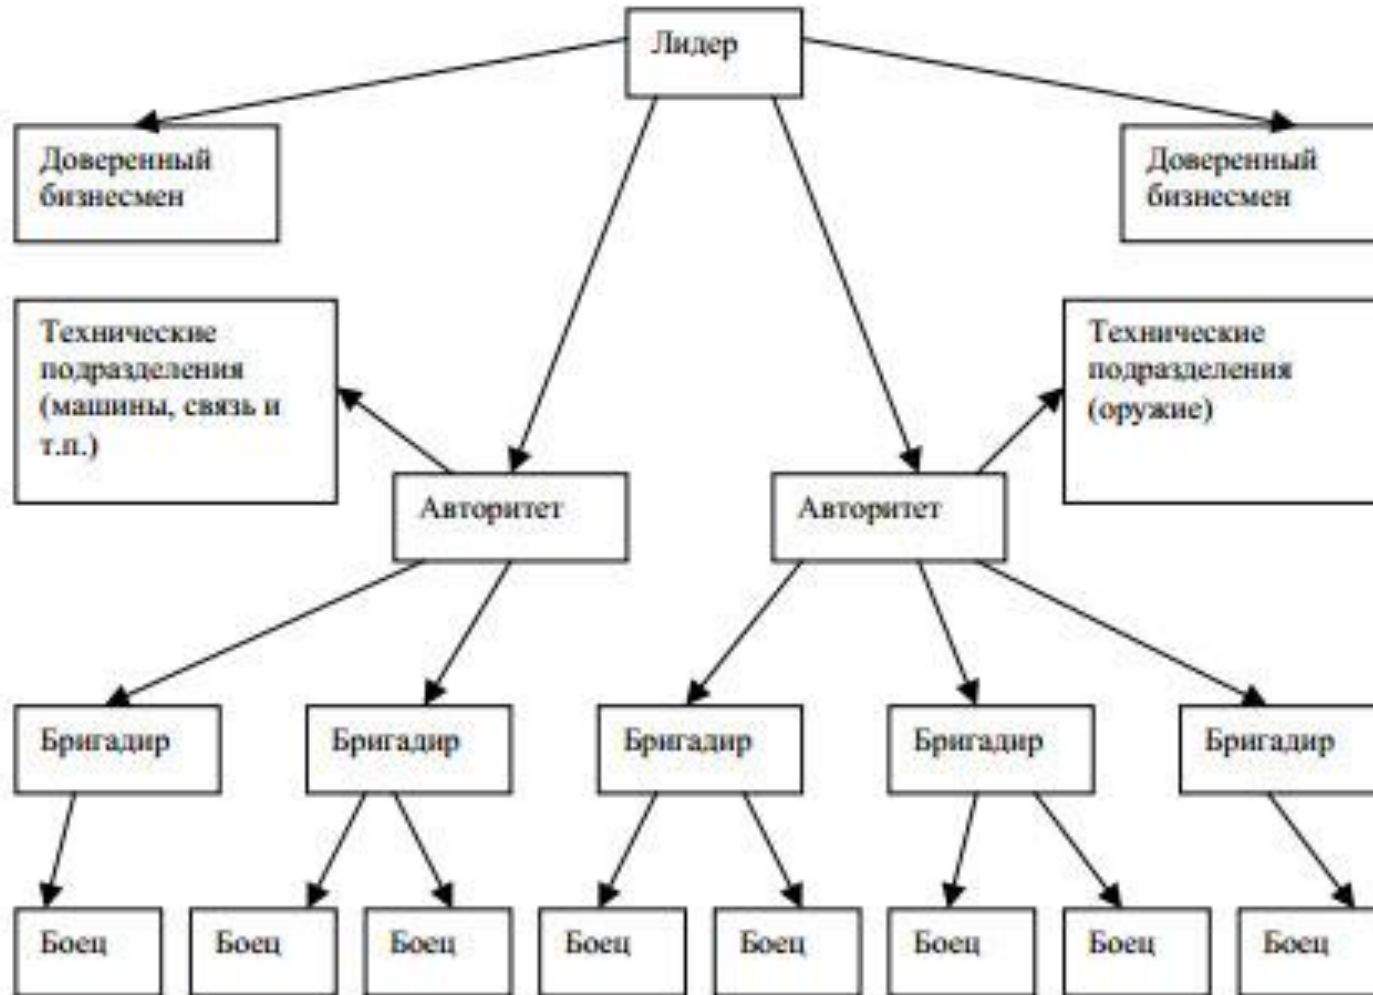 Лидер
Доверенный
бизнесмен
Доверенный
бизнесмен
Технические
подразделения
(машины, связь и
т.п.)
Технические
подразделения
(оружие)
Авторитет
Авторитет
Бригадир
Бригадир
Бригадир
Бригадир
Бригадир
Боец
Боец
Боец
Боец
Боец
Боец
Боец
Боец